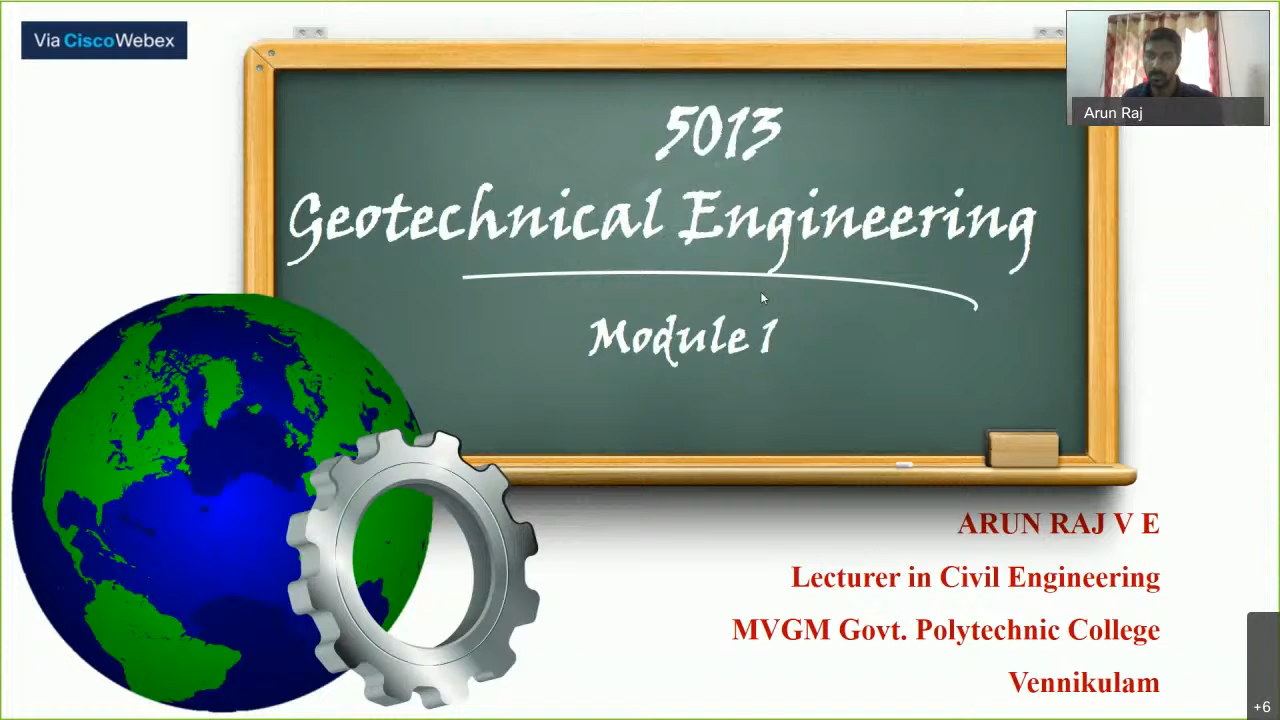 Via CiscoWebex
Arun Raj
5013
Geotechnical Engineering
Module 1
ARUN RAJ V E
Lecturer in Civil Engineering
MVGM Govt. Polytechnic College
Vennikulam
+6